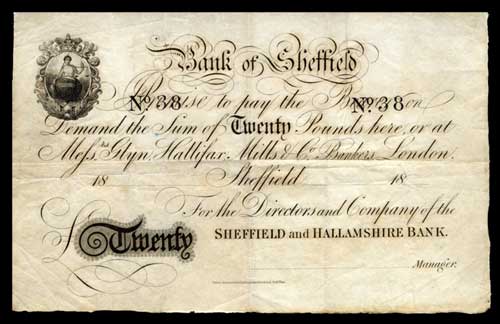 Bank of Sheffield
No. 38 No. 38
Promise to pay the Bearer on
Demand the Sum of Twenty Pounds here, or at
Messrs Glyn, Hallifax, Mills & Co. Bankers, London.
18 Sheffield 18
For the Directors and Company of the
£ Twenty SHEFFIELD and HALLAMSHIRE BANK.
Manager.